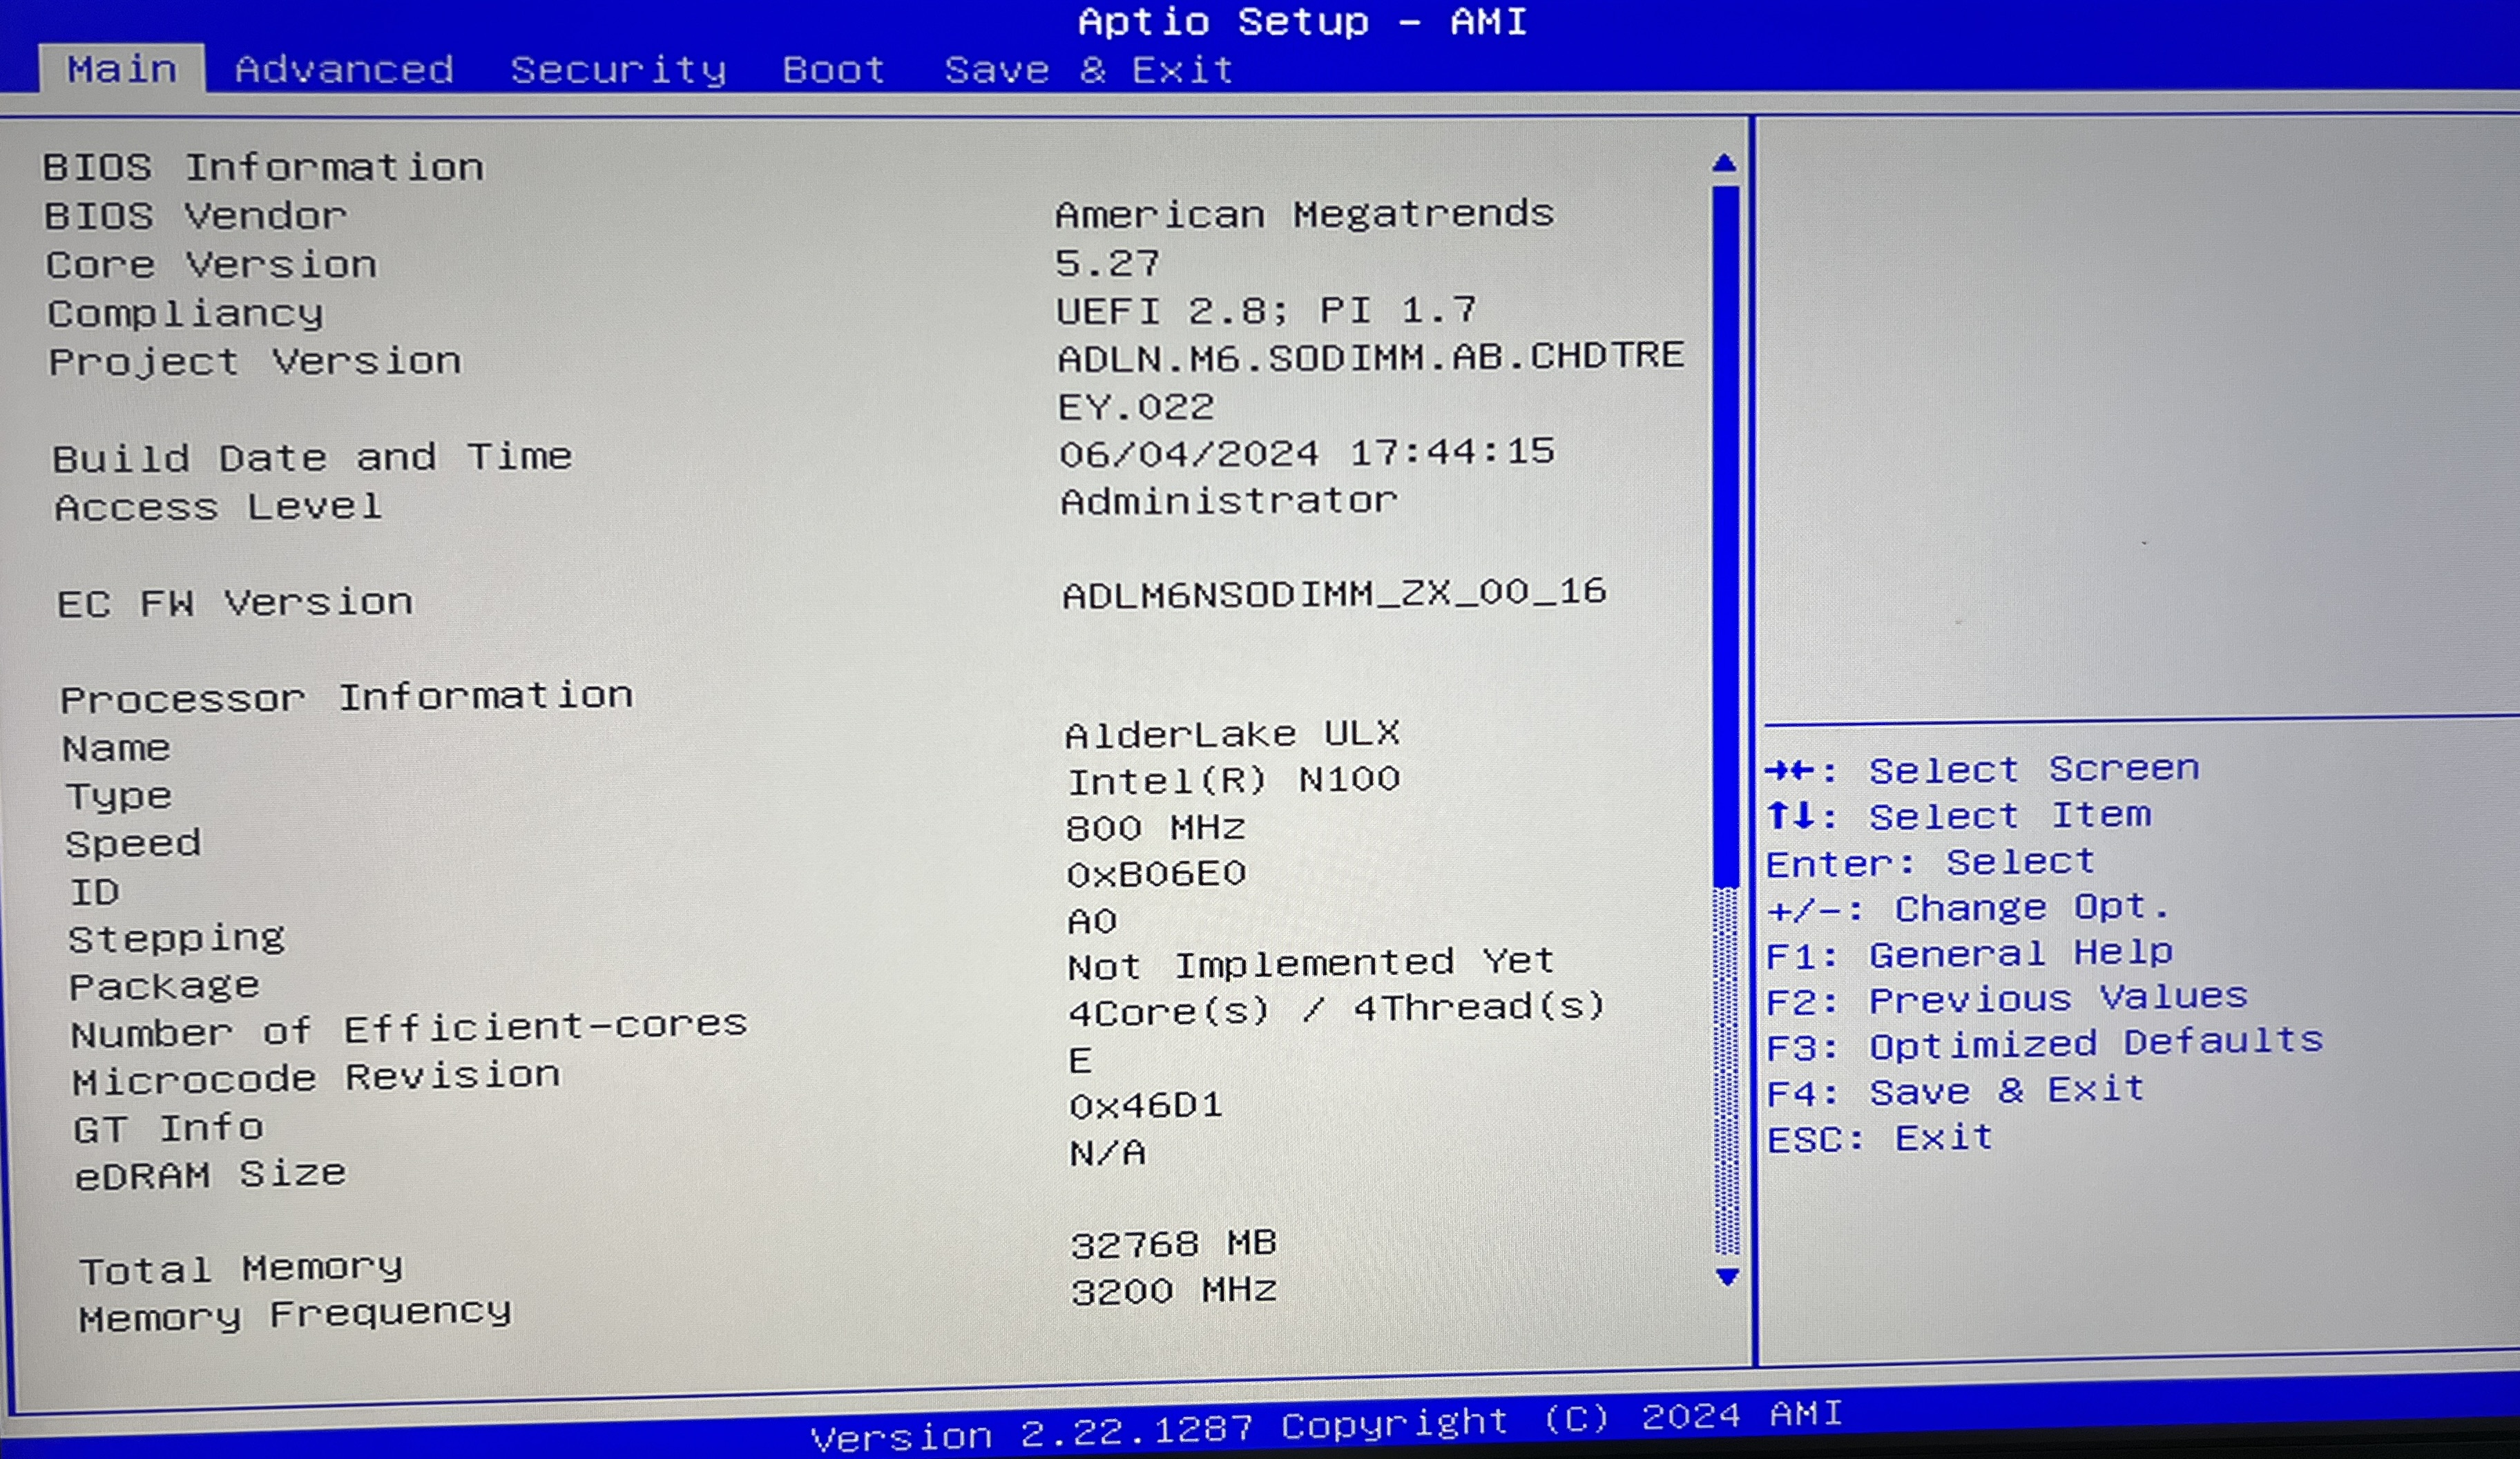 Aptio Setup – AMI
Main Advanced Security Boot Save & Exit
BIOS Information
BIOS Vendor American Megatrends
Core Version 5.27
Compliancy UEFI 2.8; PI 1.7
Project Version ADLN.M6.SODIMM.AB.CHDTRE
EY.022
Build Date and Time 06/04/2024 17:44:15
Access Level Administrator
EC FW Version ADLM6NSODIMM_ZX_00_16
Processor Information
Name AlderLake ULX
Type Intel(R) N100
Speed 800 MHz
ID 0xB06E0
Stepping A0
Package Not Implemented Yet
Number of Efficient-cores 4Core(s) / 4Thread(s)
Microcode Revision E
GT Info 0x46D1
eDRAM Size N/A
Total Memory 32768 MB
Memory Frequency 3200 MHz
→←: Select Screen
↑↓: Select Item
Enter: Select
+/-: Change Opt.
F1: General Help
F2: Previous Values
F3: Optimized Defaults
F4: Save & Exit
ESC: Exit
Version 2.22.1287 Copyright (C) 2024 AMI